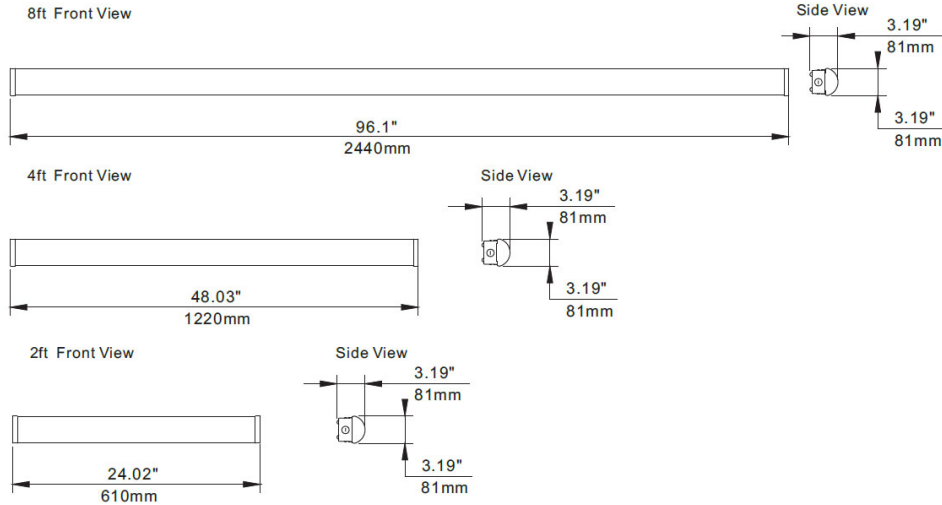 8ft Front View
Side View
3.19"
81mm
3.19"
81mm
96.1"
2440mm
4ft Front View
Side View
3.19"
81mm
3.19"
81mm
48.03"
1220mm
2ft Front View
Side View
3.19"
81mm
3.19"
81mm
24.02"
610mm